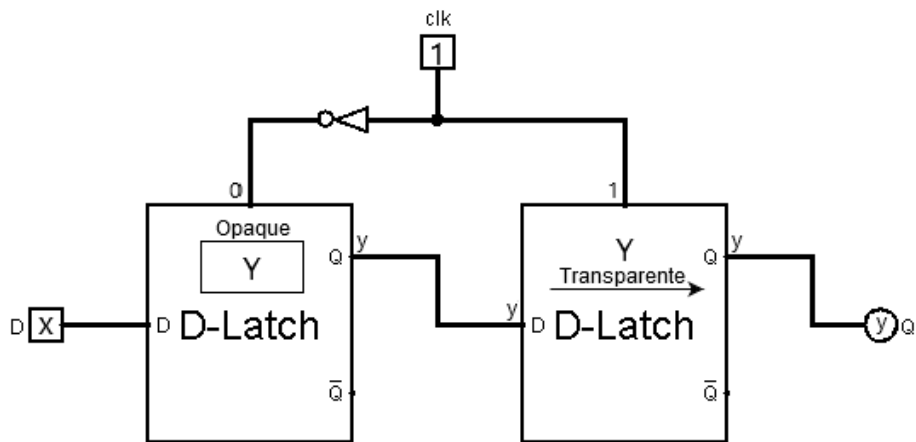 clk
1
0
1
Opaque
Y
Q
y
Y
Transparente
Q
y
D
X
D
D-Latch
y
D
D-Latch
y
Q
Q̅
Q̅